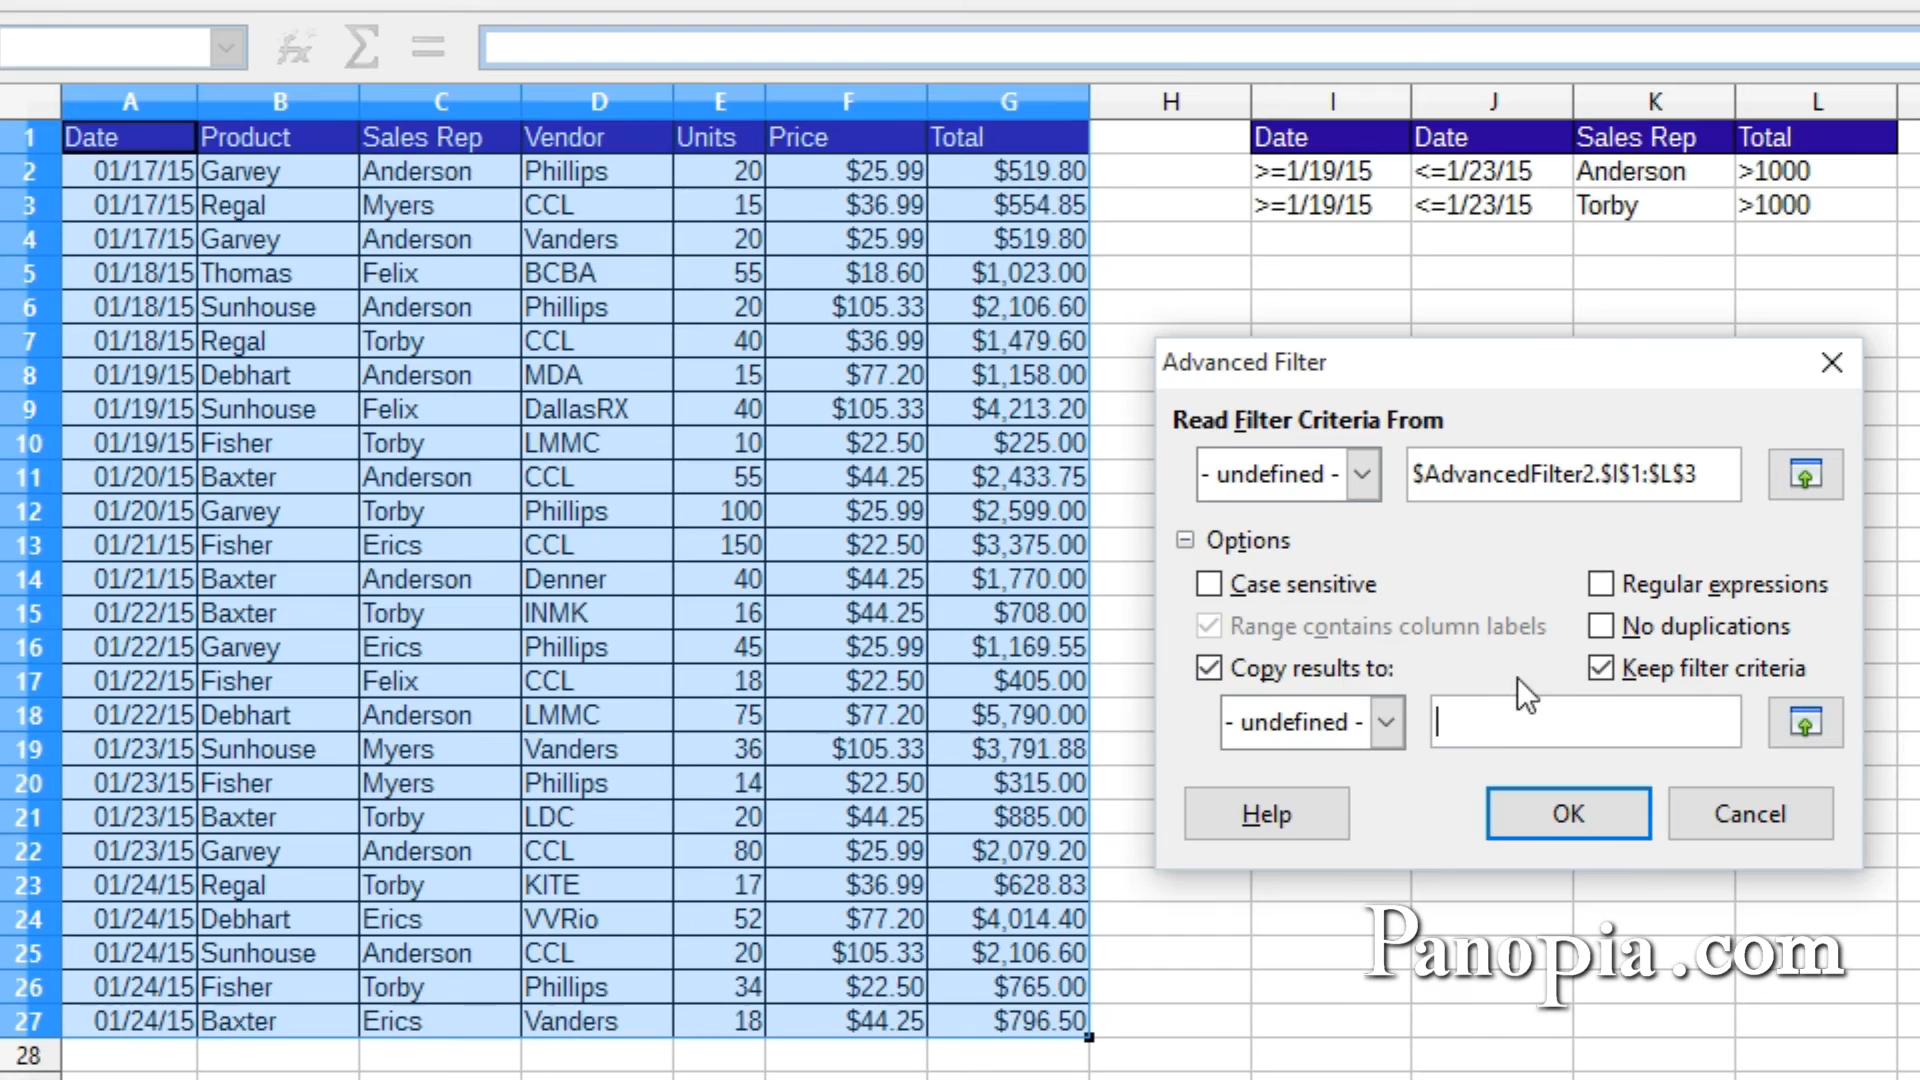 A B C D E F G H I J K L
1 Date Product Sales Rep Vendor Units Price Total Date Date Sales Rep Total
2 01/17/15 Garvey Anderson Phillips 20 $25.99 $519.80 >=1/19/15 <=1/23/15 Anderson >1000
3 01/17/15 Regal Myers CCL 15 $36.99 $554.85 >=1/19/15 <=1/23/15 Torby >1000
4 01/17/15 Garvey Anderson Vanders 20 $25.99 $519.80
5 01/18/15 Thomas Felix BCBA 55 $18.60 $1,023.00
6 01/18/15 Sunhouse Anderson Phillips 20 $105.33 $2,106.60
7 01/18/15 Regal Torby CCL 40 $36.99 $1,479.60
8 01/19/15 Debhart Anderson MDA 15 $77.20 $1,158.00
9 01/19/15 Sunhouse Felix DallasRX 40 $105.33 $4,213.20
10 01/19/15 Fisher Torby LMMC 10 $22.50 $225.00
11 01/20/15 Baxter Anderson CCL 55 $44.25 $2,433.75
12 01/20/15 Garvey Torby Phillips 100 $25.99 $2,599.00
13 01/21/15 Fisher Erics CCL 150 $22.50 $3,375.00
14 01/21/15 Baxter Anderson Denner 40 $44.25 $1,770.00
15 01/22/15 Baxter Torby INMK 16 $44.25 $708.00
16 01/22/15 Garvey Erics Phillips 45 $25.99 $1,169.55
17 01/22/15 Fisher Felix CCL 18 $22.50 $405.00
18 01/22/15 Debhart Anderson LMMC 75 $77.20 $5,790.00
19 01/23/15 Sunhouse Myers Vanders 36 $105.33 $3,791.88
20 01/23/15 Fisher Myers Phillips 14 $22.50 $315.00
21 01/23/15 Baxter Torby LDC 20 $44.25 $885.00
22 01/23/15 Garvey Anderson CCL 80 $25.99 $2,079.20
23 01/24/15 Regal Torby KITE 17 $36.99 $628.83
24 01/24/15 Debhart Erics VVRio 52 $77.20 $4,014.40
25 01/24/15 Sunhouse Anderson CCL 20 $105.33 $2,106.60
26 01/24/15 Fisher Torby Phillips 34 $22.50 $765.00
27 01/24/15 Baxter Erics Vanders 18 $44.25 $796.50
28
Advanced Filter
Read Filter Criteria From
- undefined - $AdvancedFilter2.$I$1:$L$3
Options
Case sensitive Regular expressions
Range contains column labels No duplications
Copy results to: Keep filter criteria
- undefined -
Help OK Cancel
Panopia.com